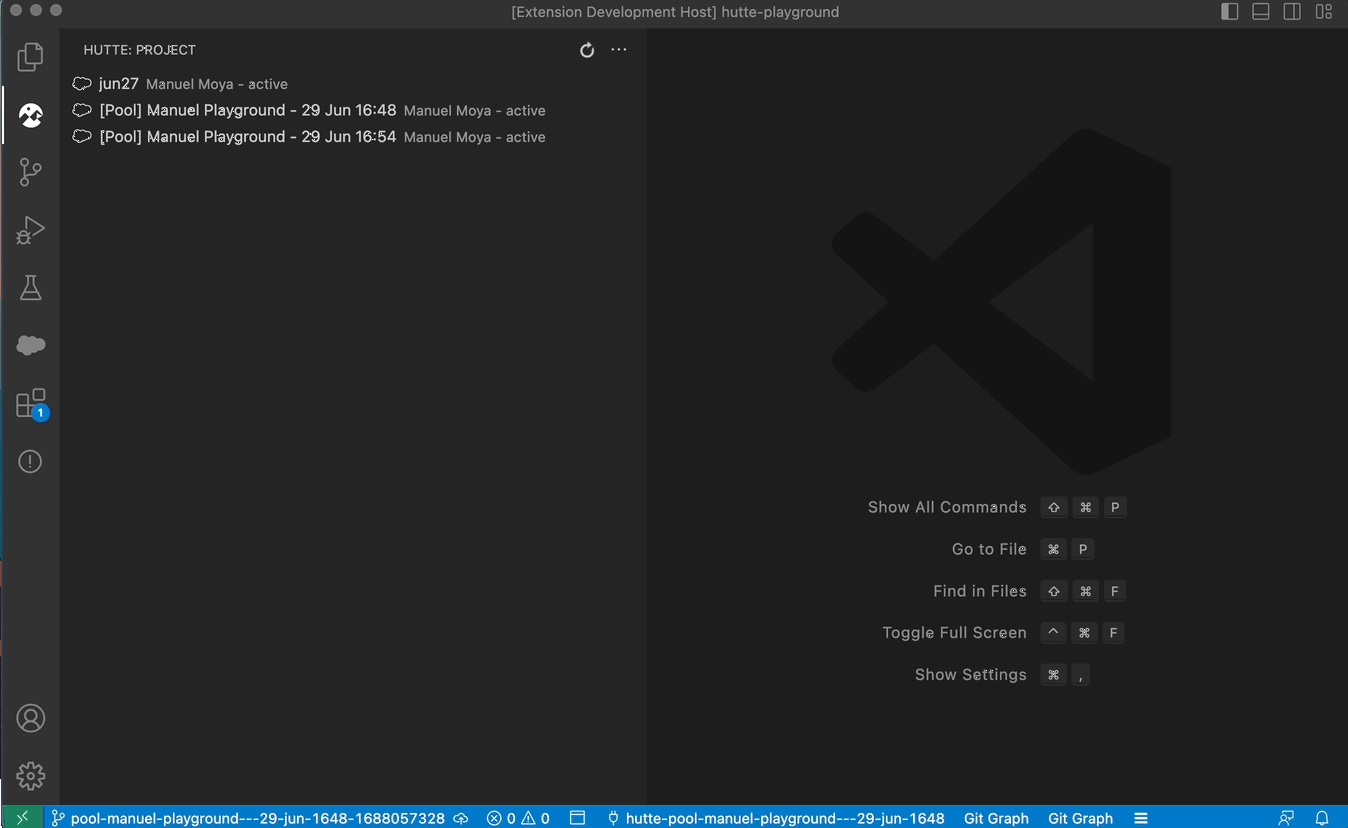 [Extension Development Host] hutte-playground
HUTTE: PROJECT
jun27 Manuel Moya - active
[Pool] Manuel Playground - 29 Jun 16:48 Manuel Moya - active
[Pool] Manuel Playground - 29 Jun 16:54 Manuel Moya - active
1
Show All Commands ⇧ ⌘ P
Go to File ⌘ P
Find in Files ⇧ ⌘ F
Toggle Full Screen ^ ⌘ F
Show Settings ⌘ ,
pool-manuel-playground---29-jun-1648-1688057328 0 0 hutte-pool-manuel-playground---29-jun-1648 Git Graph Git Graph